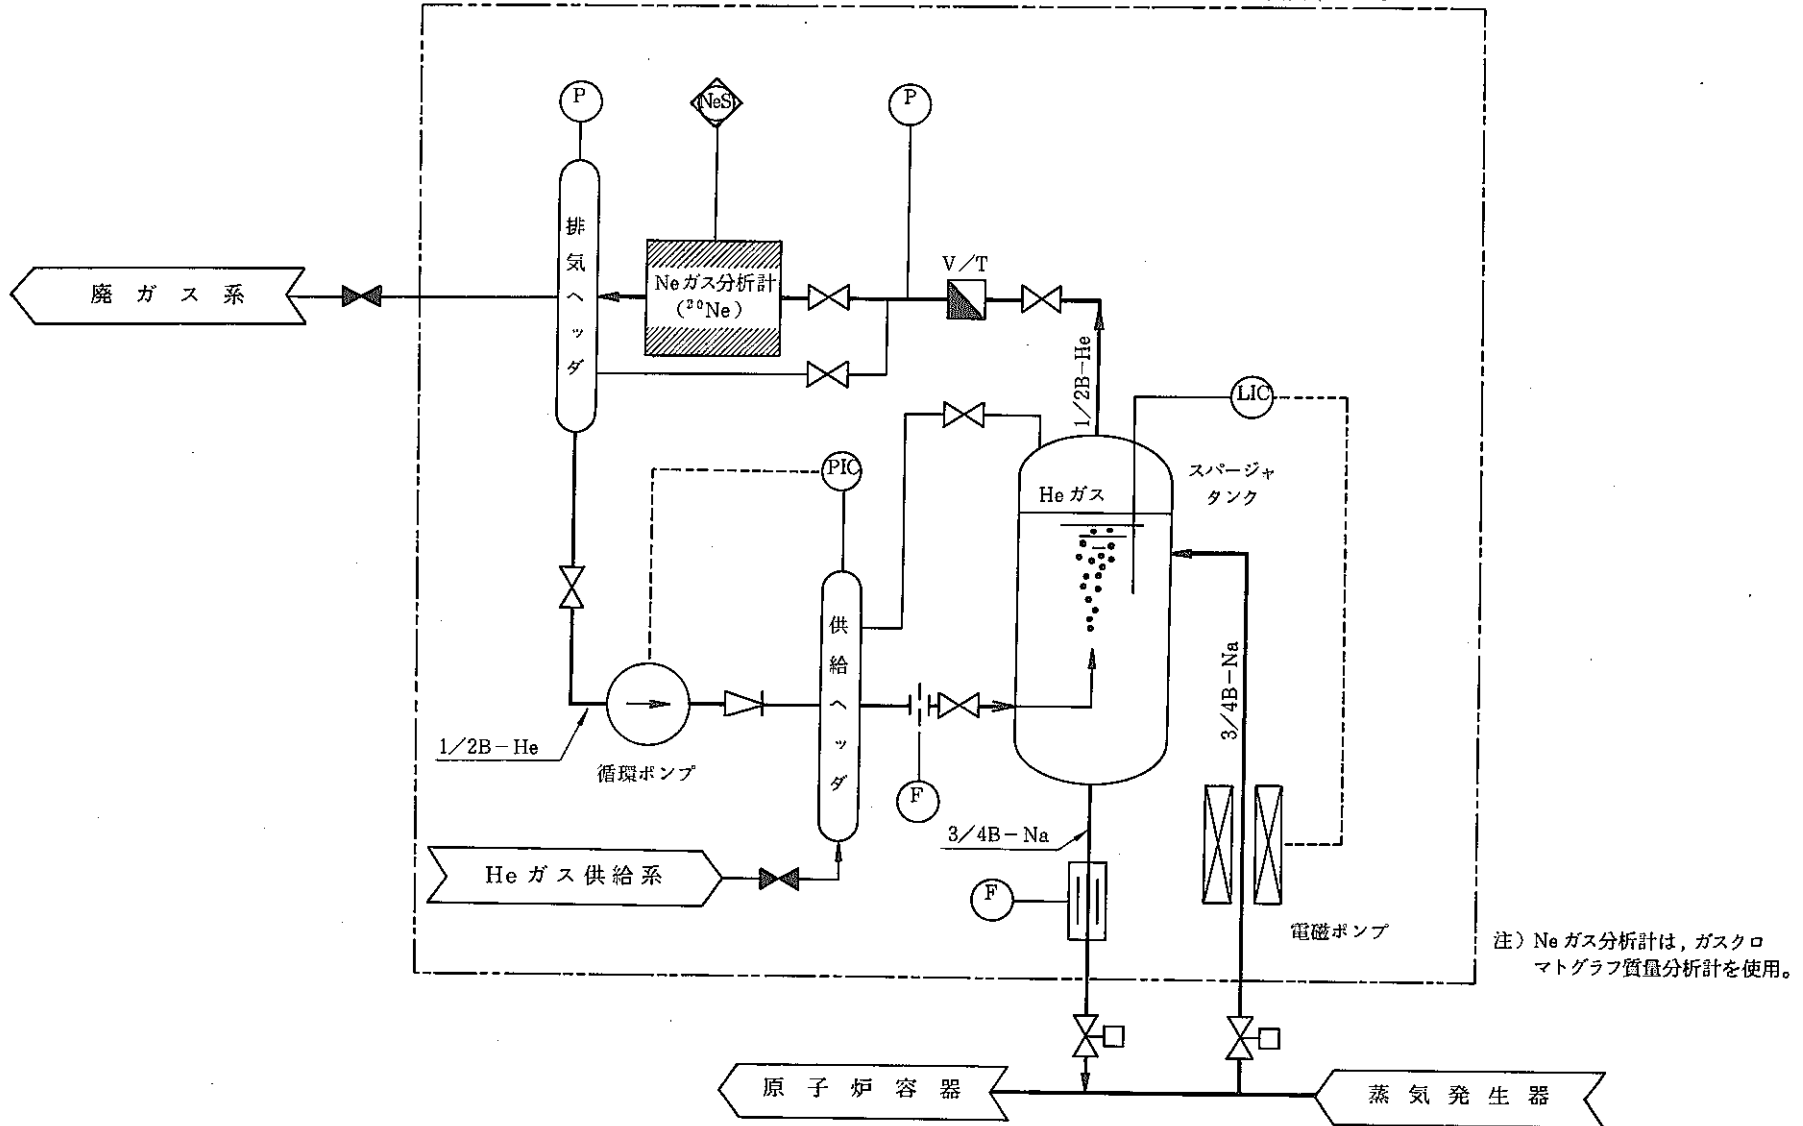 P
NeS
P
排気ヘッダ
Neガス分析計
(²⁰Ne)
V/T
廃ガス系
1/2B-He
LIC
スパージャ
タンク
Heガス
PIC
供給ヘッダ
3/4B-Na
1/2B-He
循環ポンプ
F
3/4B-Na
Heガス供給系
F
電磁ポンプ
注) Neガス分析計は,ガスクロ
マトグラフ質量分析計を使用。
原子炉容器
蒸気発生器